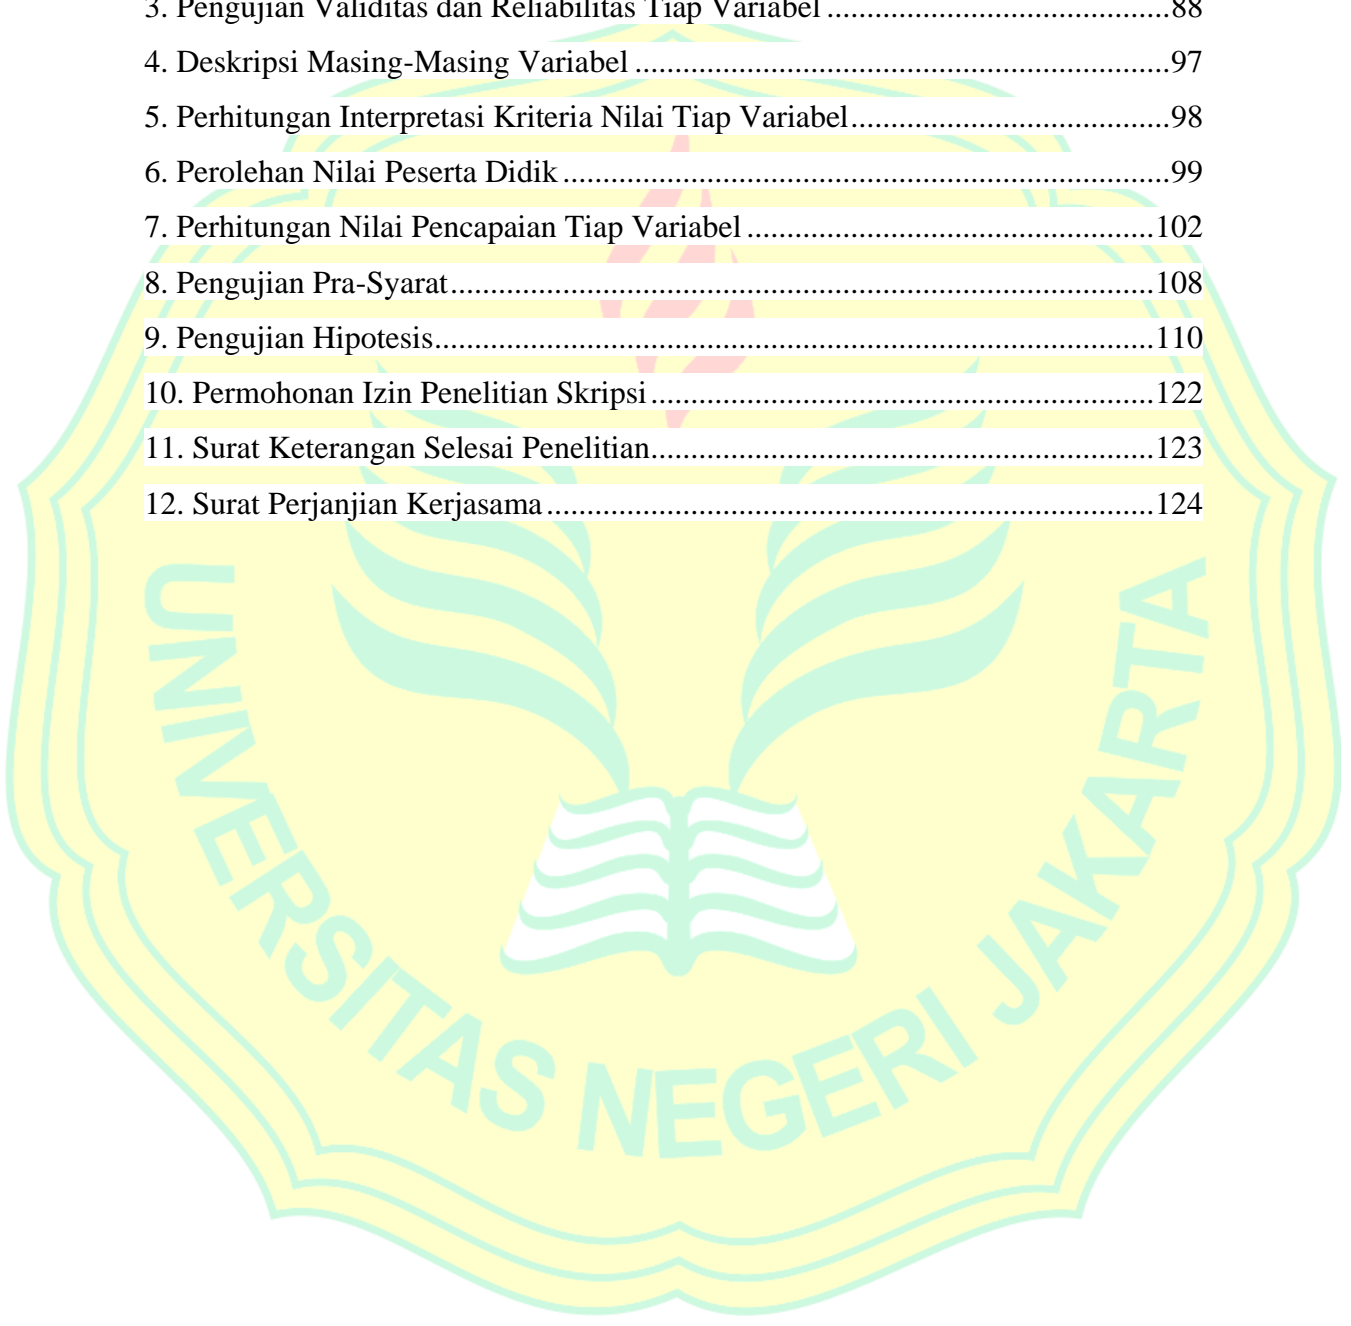 3. Pengujian Validitas dan Reliabilitas Tiap Variabel ........................................... 88
4. Deskripsi Masing-Masing Variabel .................................................................. 97
5. Perhitungan Interpretasi Kriteria Nilai Tiap Variabel ........................................ 98
6. Perolehan Nilai Peserta Didik ........................................................................... 99
7. Perhitungan Nilai Pencapaian Tiap Variabel ................................................... 102
8. Pengujian Pra-Syarat ....................................................................................... 108
9. Pengujian Hipotesis ......................................................................................... 110
10. Permohonan Izin Penelitian Skripsi .............................................................. 122
11. Surat Keterangan Selesai Penelitian .............................................................. 123
12. Surat Perjanjian Kerjasama ........................................................................... 124
UNIVERSITAS NEGERI JAKARTA